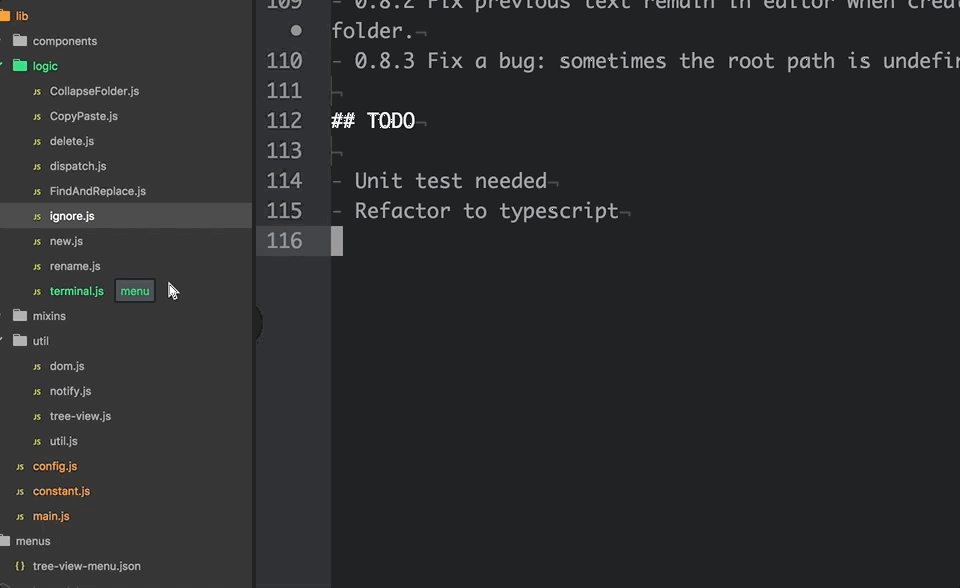 lib
components
logic
JS CollapseFolder.js
JS CopyPaste.js
JS delete.js
JS dispatch.js
JS FindAndReplace.js
JS ignore.js
JS new.js
JS rename.js
JS terminal.js menu
mixins
util
JS dom.js
JS notify.js
JS tree-view.js
JS util.js
JS config.js
JS constant.js
JS main.js
menus
{} tree-view-menu.json
109 - 0.8.2 Fix previous text remain in editor when crea
folder.¬
110 - 0.8.3 Fix a bug: sometimes the root path is undefi
111 ¬
112 ## TODO¬
113 ¬
114 - Unit test needed¬
115 - Refactor to typescript¬
116